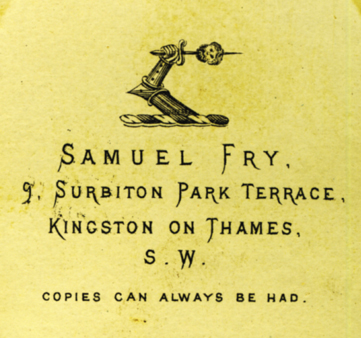 SAMUEL FRY,
9, SURBITON PARK TERRACE,
KINGSTON ON THAMES,
S. W.
COPIES CAN ALWAYS BE HAD.